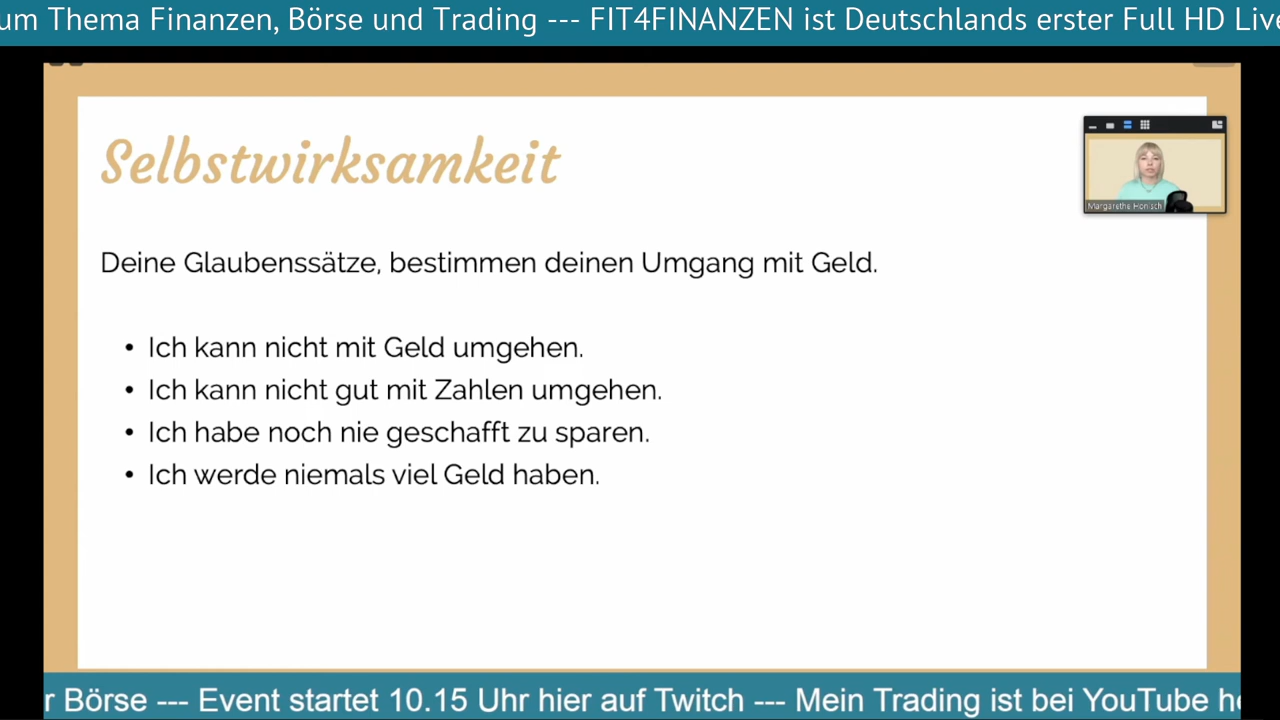 um Thema Finanzen, Börse und Trading --- FIT4FINANZEN ist Deutschlands erster Full HD Live
Selbstwirksamkeit
Margarethe Honisch
Deine Glaubenssätze, bestimmen deinen Umgang mit Geld.
• Ich kann nicht mit Geld umgehen.
• Ich kann nicht gut mit Zahlen umgehen.
• Ich habe noch nie geschafft zu sparen.
• Ich werde niemals viel Geld haben.
r Börse --- Event startet 10.15 Uhr hier auf Twitch --- Mein Trading ist bei YouTube he